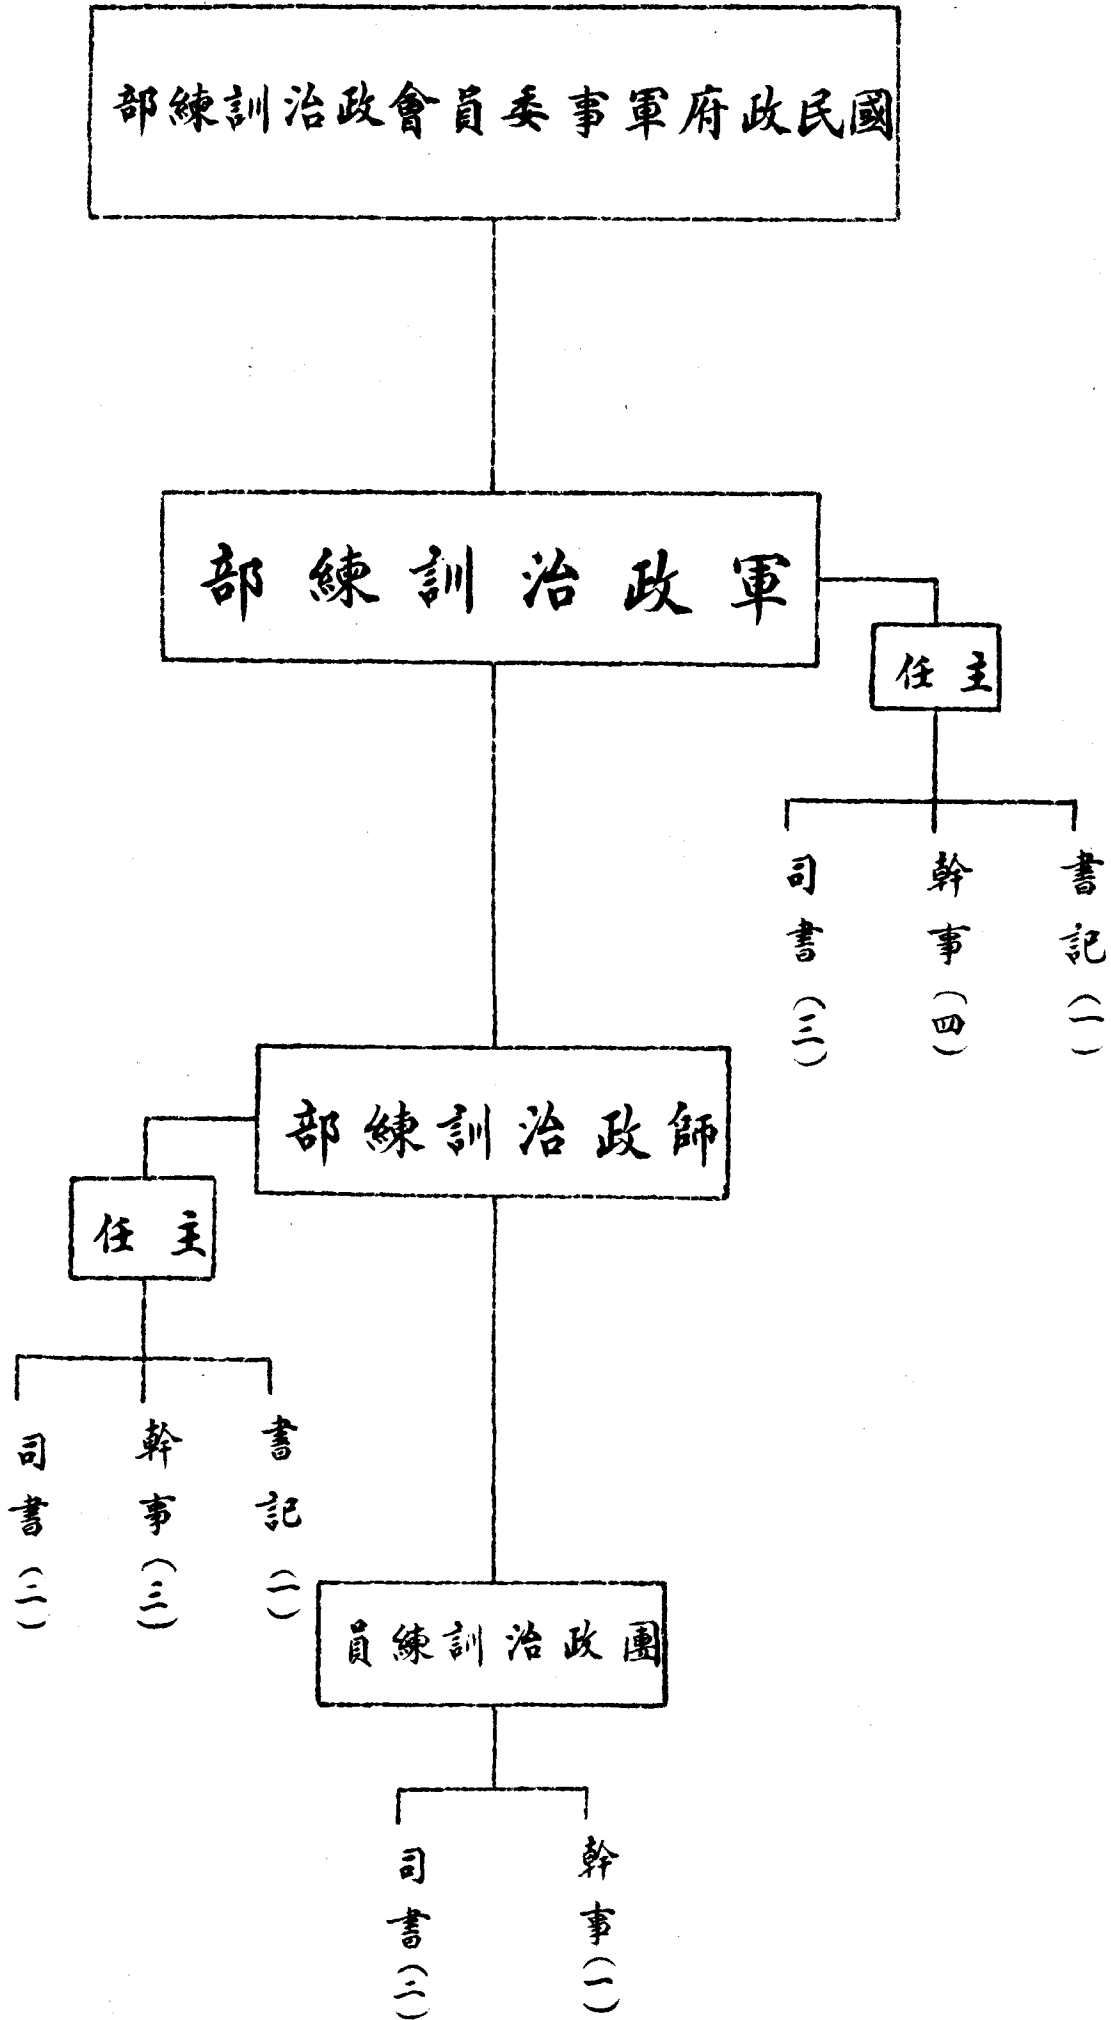 國民政府軍事委員會政治訓練部
軍政治訓練部
主任
書記(一)
幹事(四)
司書(三)
師政治訓練部
主任
書記(一)
幹事(三)
司書(二)
團政治訓練員
幹事(一)
司書(二)